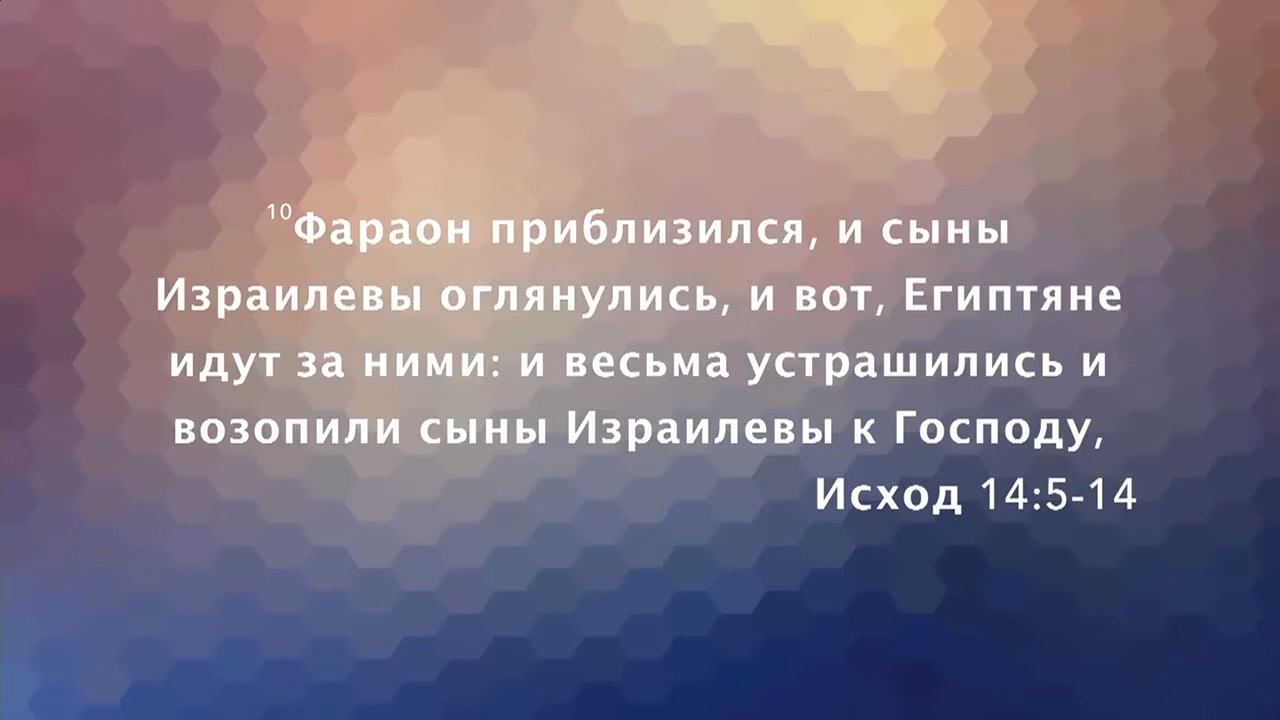 10Фараон приблизился, и сыны
Израилевы оглянулись, и вот, Египтяне
идут за ними: и весьма устрашились и
возопили сыны Израилевы к Господу,
Исход 14:5-14